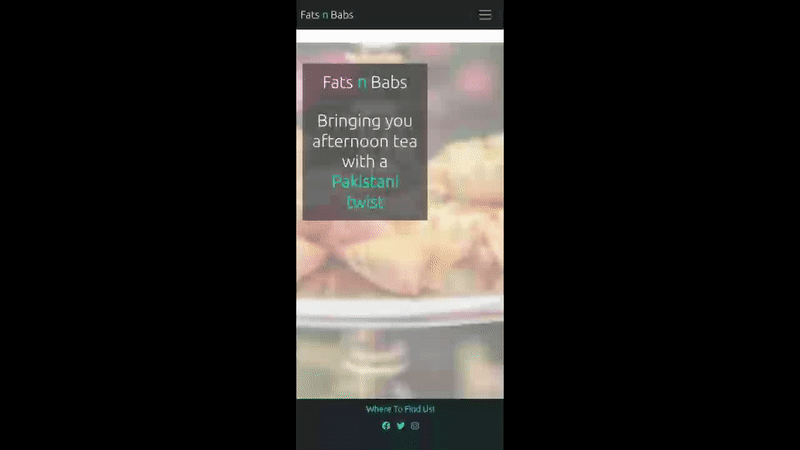 Fats n Babs
Fats n Babs
Bringing you
afternoon tea
with a
Pakistani
twist
Where To Find Us!